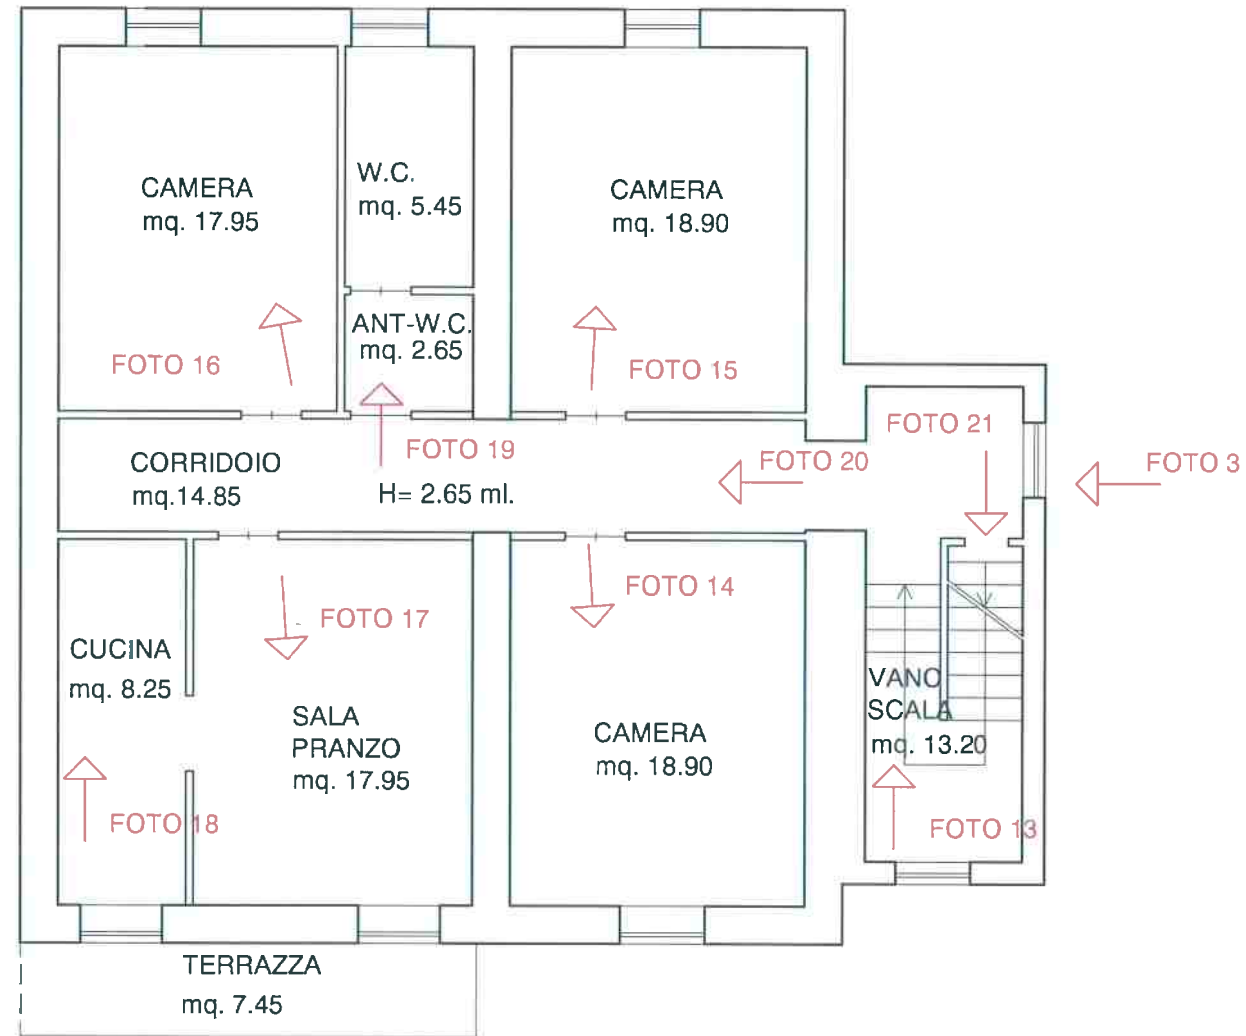 CAMERA
mq. 17.95
W.C.
mq. 5.45
CAMERA
mq. 18.90
ANT-W.C.
mq. 2.65
FOTO 16
FOTO 15
FOTO 21
FOTO 19
FOTO 20
FOTO 3
CORRIDOIO
mq.14.85
H= 2.65 ml.
FOTO 14
FOTO 17
CUCINA
mq. 8.25
VANO
SCALA
mq. 13.20
SALA
PRANZO
mq. 17.95
CAMERA
mq. 18.90
FOTO 18
FOTO 13
TERRAZZA
mq. 7.45